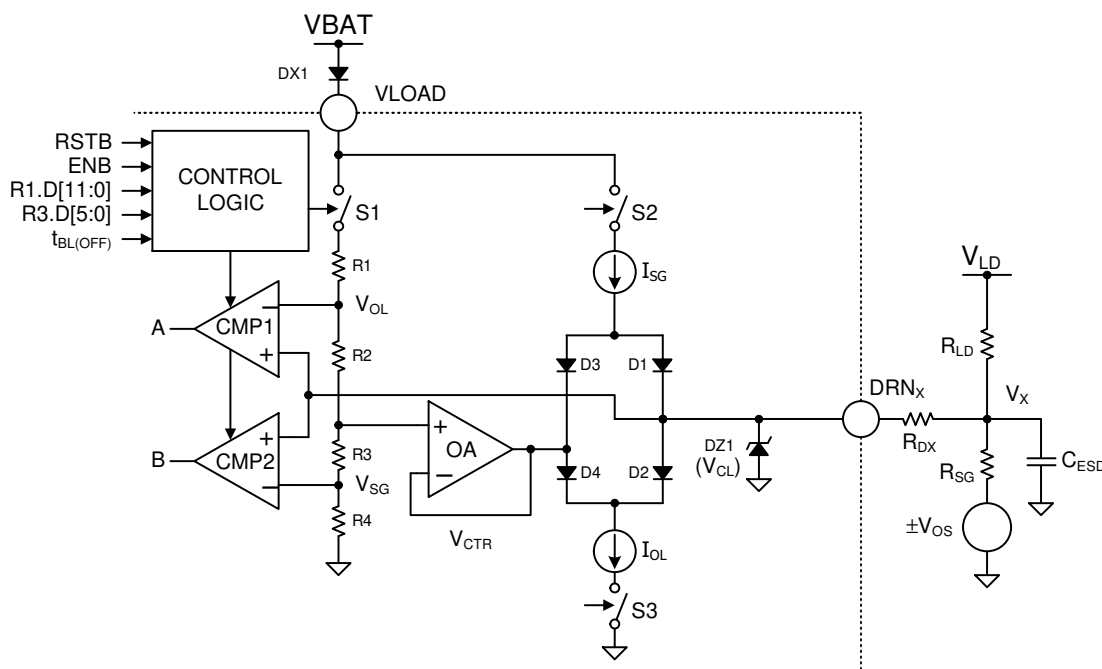 VBAT
DX1
VLOAD
RSTB
ENB
R1.D[11:0]
R3.D[5:0]
tBL(OFF)
CONTROL
LOGIC
S1
S2
R1
ISG
VLD
A
CMP1
VOL
R2
D3
D1
RLD
DRNX
VX
B
CMP2
R3
OA
D4
D2
DZ1
(VCL)
RDX
RSG
CESD
VSG
R4
VCTR
IOL
±VOS
S3